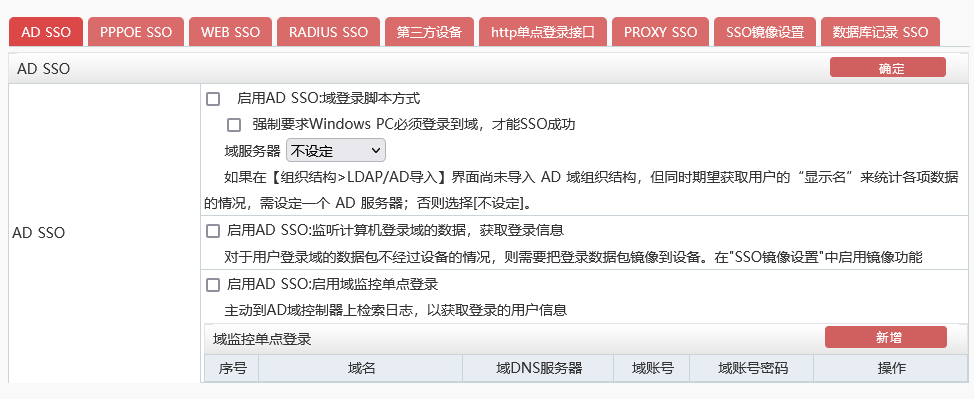 AD SSO PPPOE SSO WEB SSO RADIUS SSO 第三方设备 http单点登录接口 PROXY SSO SSO镜像设置 数据库记录 SSO
AD SSO 确定
启用AD SSO:域登录脚本方式
强制要求Windows PC必须登录到域，才能SSO成功
域服务器 不设定
如果在【组织结构>LDAP/AD导入】界面尚未导入 AD 域组织结构，但同时期望获取用户的“显示名”来统计各项数据
的情况，需设定一个 AD 服务器；否则选择[不设定]。
AD SSO
启用AD SSO:监听计算机登录域的数据，获取登录信息
对于用户登录域的数据包不经过设备的情况，则需要把登录数据包镜像到设备。在"SSO镜像设置"中启用镜像功能
启用AD SSO:启用域监控单点登录
主动到AD域控制器上检索日志，以获取登录的用户信息
域监控单点登录 新增
序号 域名 域DNS服务器 域账号 域账号密码 操作